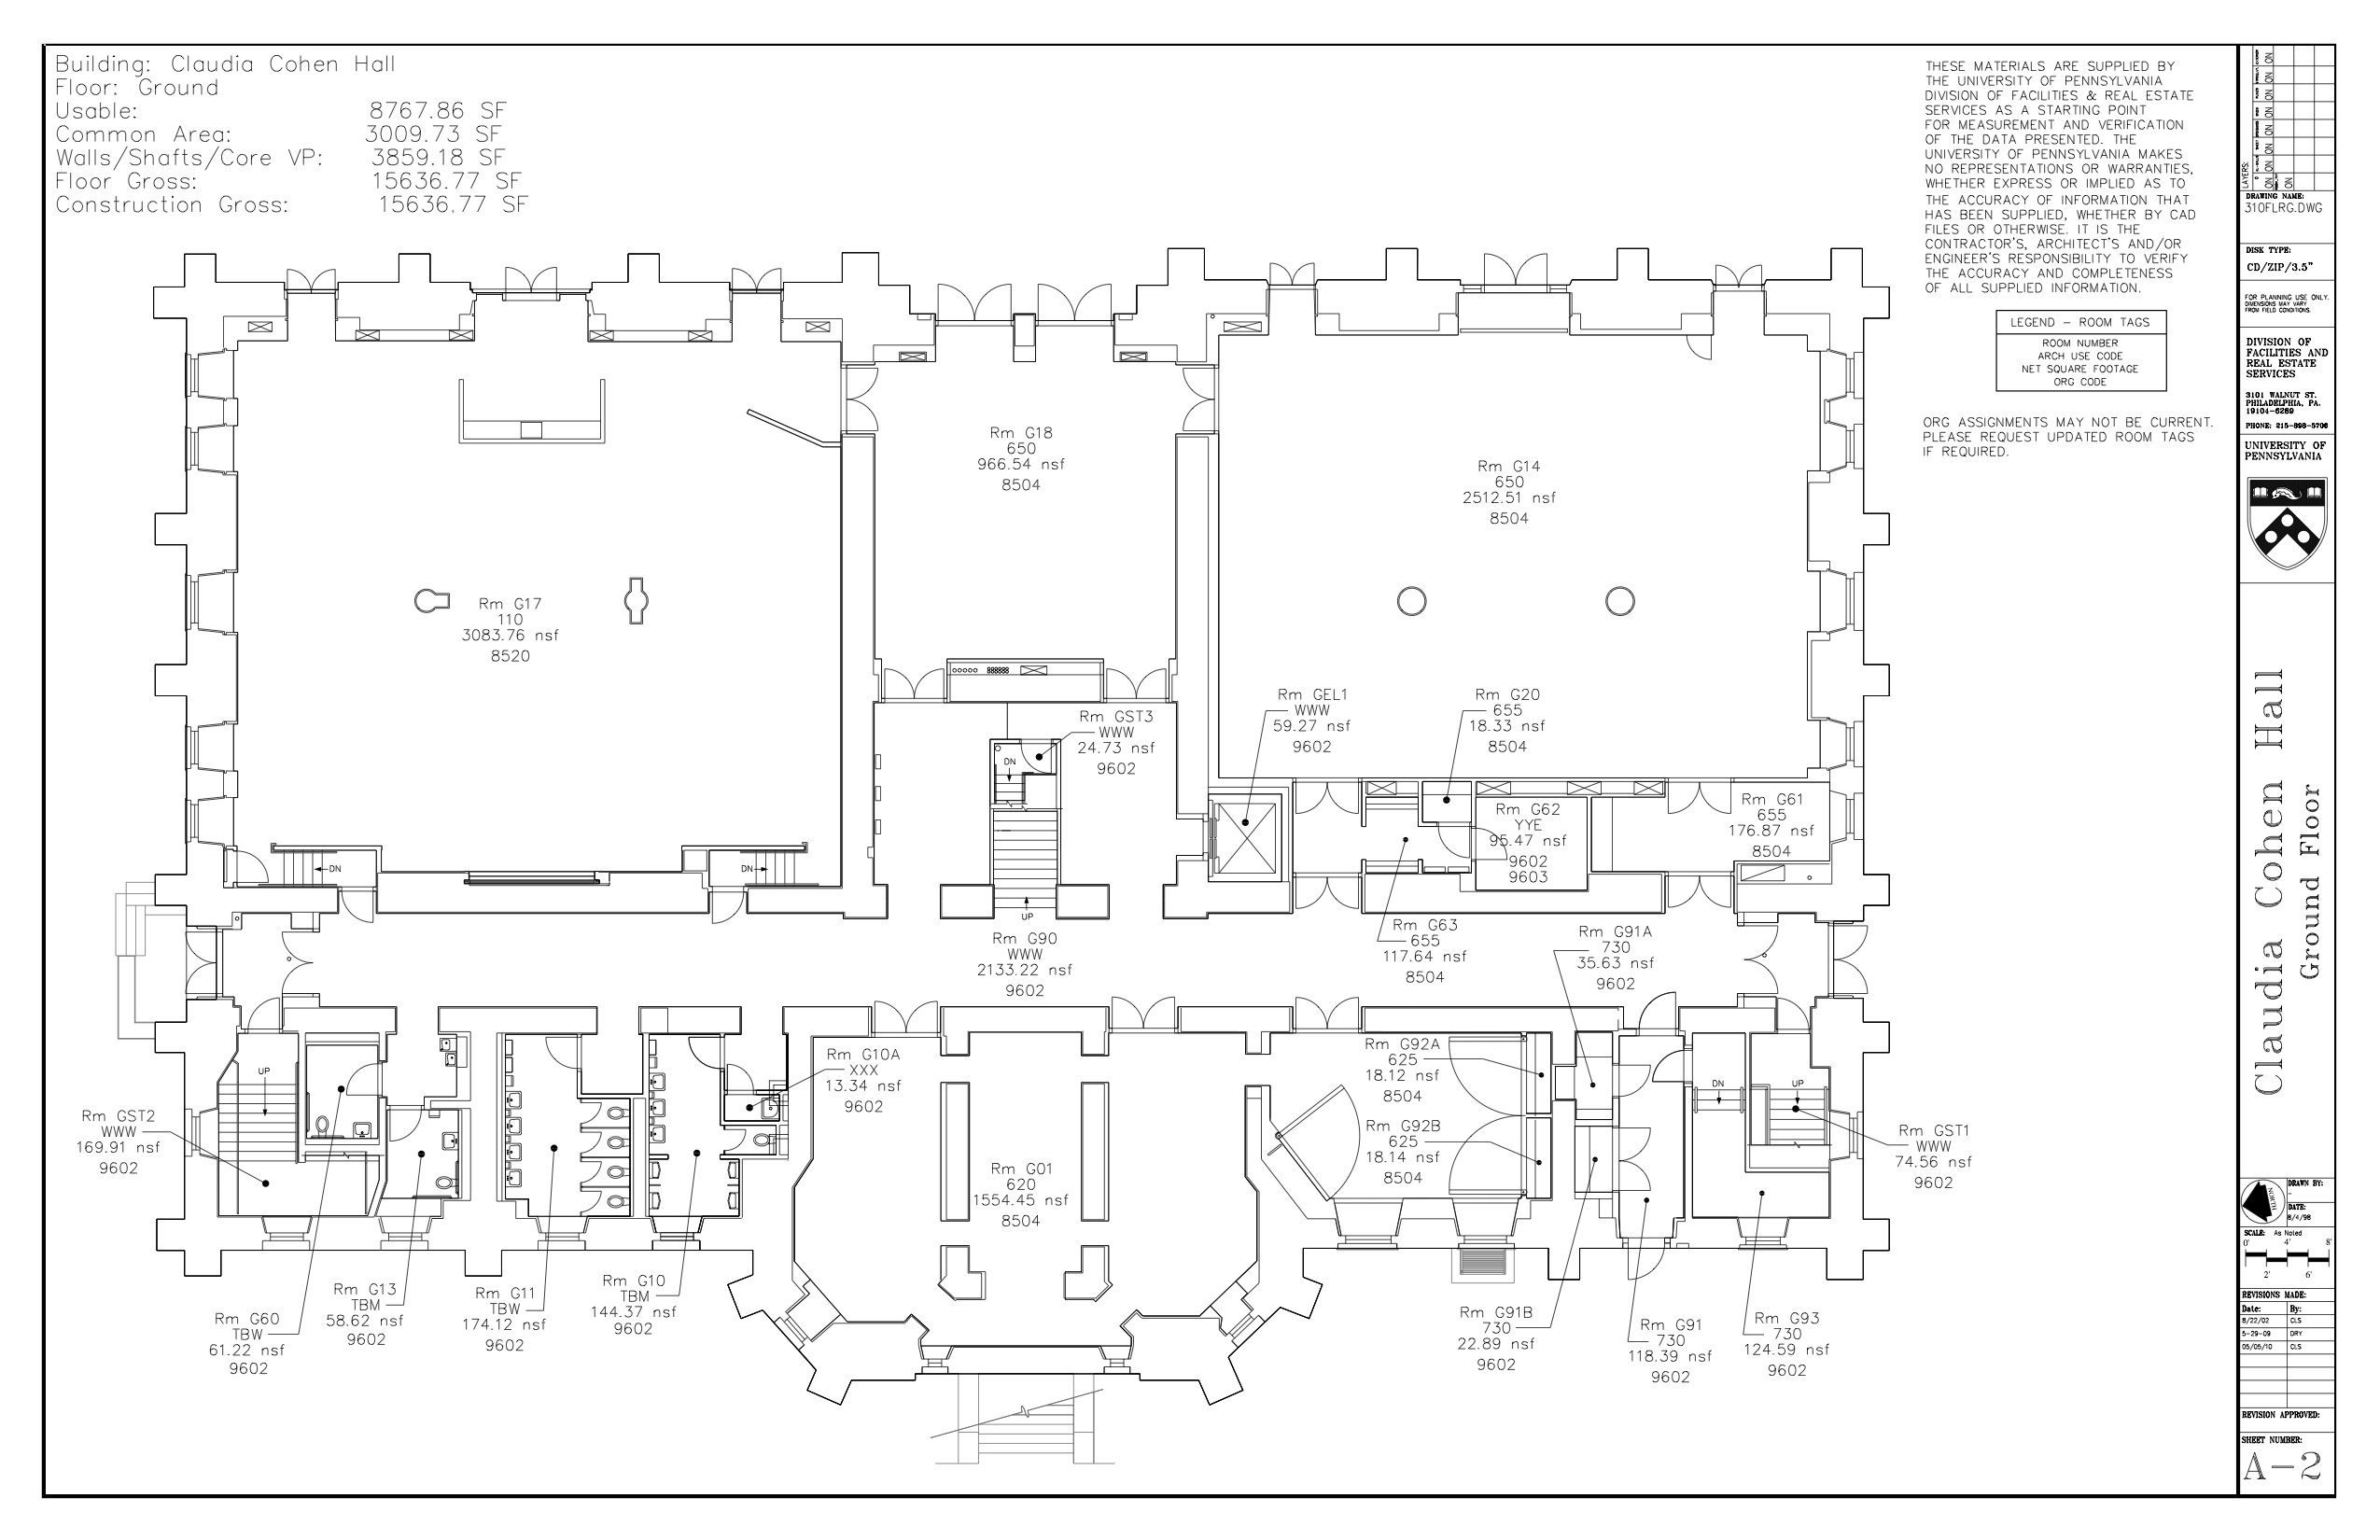 Building: Claudia Cohen Hall
Floor: Ground
Usable: 8767.86 SF
Common Area: 3009.73 SF
Walls/Shafts/Core VP: 3859.18 SF
Floor Gross: 15636.77 SF
Construction Gross: 15636.77 SF
THESE MATERIALS ARE SUPPLIED BY
THE UNIVERSITY OF PENNSYLVANIA
DIVISION OF FACILITIES & REAL ESTATE
SERVICES AS A STARTING POINT
FOR MEASUREMENT AND VERIFICATION
OF THE DATA PRESENTED. THE
UNIVERSITY OF PENNSYLVANIA MAKES
NO REPRESENTATIONS OR WARRANTIES,
WHETHER EXPRESS OR IMPLIED AS TO
THE ACCURACY OF INFORMATION THAT
HAS BEEN SUPPLIED, WHETHER BY CAD
FILES OR OTHERWISE. IT IS THE
CONTRACTOR'S, ARCHITECT'S AND/OR
ENGINEER'S RESPONSIBILITY TO VERIFY
THE ACCURACY AND COMPLETENESS
OF ALL SUPPLIED INFORMATION.
LEGEND – ROOM TAGS
ROOM NUMBER
ARCH USE CODE
NET SQUARE FOOTAGE
ORG CODE
ORG ASSIGNMENTS MAY NOT BE CURRENT.
PLEASE REQUEST UPDATED ROOM TAGS
IF REQUIRED.
Rm G18
650
966.54 nsf
8504
Rm G14
650
2512.51 nsf
8504
Rm G17
110
3083.76 nsf
8520
Rm GEL1
WWW
59.27 nsf
9602
Rm G20
655
18.33 nsf
8504
Rm GST3
WWW
24.73 nsf
9602
DN
Rm G62
YYE
95.47 nsf
9602
9603
Rm G61
655
176.87 nsf
8504
DN
DN
UP
Rm G90
WWW
2133.22 nsf
9602
Rm G63
655
117.64 nsf
8504
Rm G91A
730
35.63 nsf
9602
UP
Rm G10A
XXX
13.34 nsf
9602
Rm G92A
625
18.12 nsf
8504
Rm G92B
625
18.14 nsf
8504
DN
UP
Rm GST2
WWW
169.91 nsf
9602
Rm G01
620
1554.45 nsf
8504
Rm GST1
WWW
74.56 nsf
9602
Rm G60
TBW
61.22 nsf
9602
Rm G13
TBM
58.62 nsf
9602
Rm G11
TBW
174.12 nsf
9602
Rm G10
TBM
144.37 nsf
9602
Rm G91B
730
22.89 nsf
9602
Rm G91
730
118.39 nsf
9602
Rm G93
730
124.59 nsf
9602
LAYERS:
ON ON ON ON ON ON ON
ON
DRAWING NAME:
310FLRG.DWG
DISK TYPE:
CD/ZIP/3.5"
FOR PLANNING USE ONLY.
DIMENSIONS MAY VARY
FROM FIELD CONDITIONS.
DIVISION OF
FACILITIES AND
REAL ESTATE
SERVICES
3101 WALNUT ST.
PHILADELPHIA, PA.
19104-6289
PHONE: 215-898-5706
UNIVERSITY OF
PENNSYLVANIA
Claudia Cohen Hall
Ground Floor
NORTH
DRAWN BY:
-
DATE:
8/4/98
SCALE: As Noted
0' 4' 8'
2' 6'
REVISIONS MADE:
Date: By:
8/22/02 CLS
5-29-09 DRY
05/05/10 CLS
REVISION APPROVED:
SHEET NUMBER:
A-2